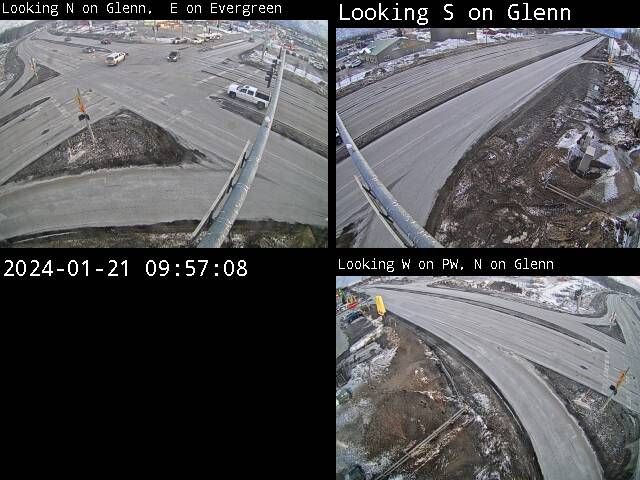 Looking N on Glenn,  E on Evergreen
Looking S on Glenn
2024-01-21 09:57:08
Looking W on PW, N on Glenn